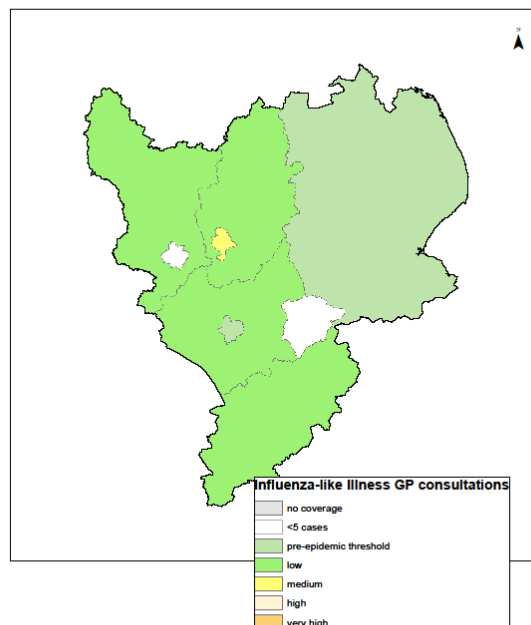 Influenza-like Illness GP consultations
no coverage
<5 cases
pre-epidemic threshold
low
medium
high
very high